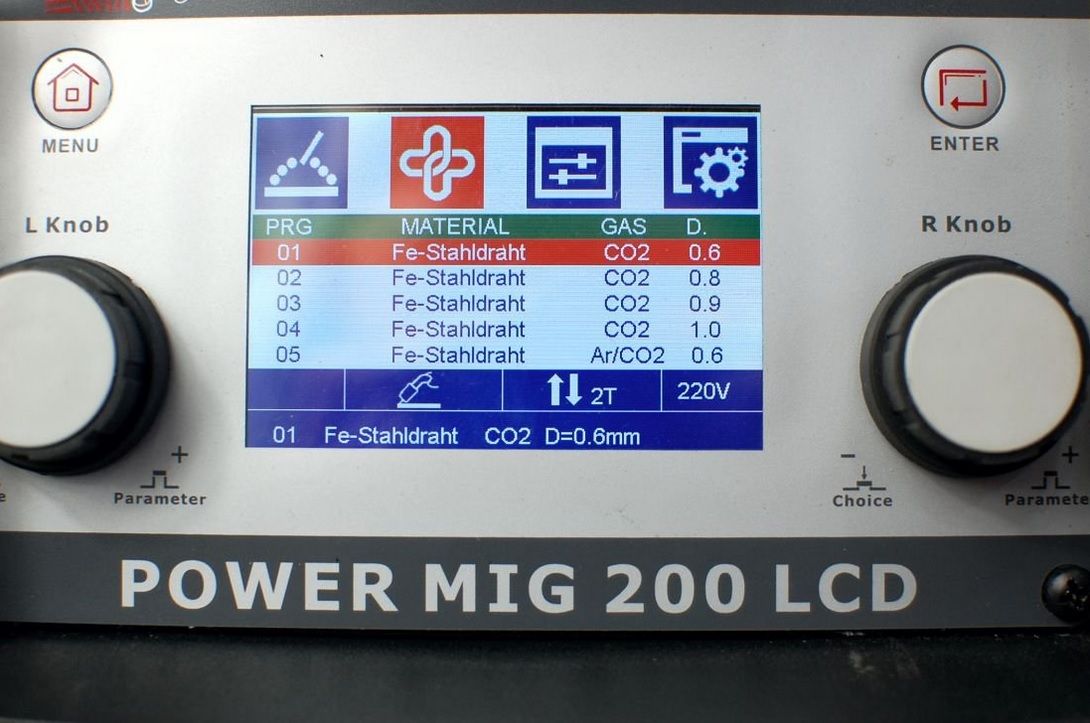 MENU
ENTER
L Knob
R Knob
PRG MATERIAL GAS D.
01 Fe-Stahldraht CO2 0.6
02 Fe-Stahldraht CO2 0.8
03 Fe-Stahldraht CO2 0.9
04 Fe-Stahldraht CO2 1.0
05 Fe-Stahldraht Ar/CO2 0.6
2T 220V
01 Fe-Stahldraht CO2 D=0.6mm
+
Parameter
- +
Choice Paramete
POWER MIG 200 LCD